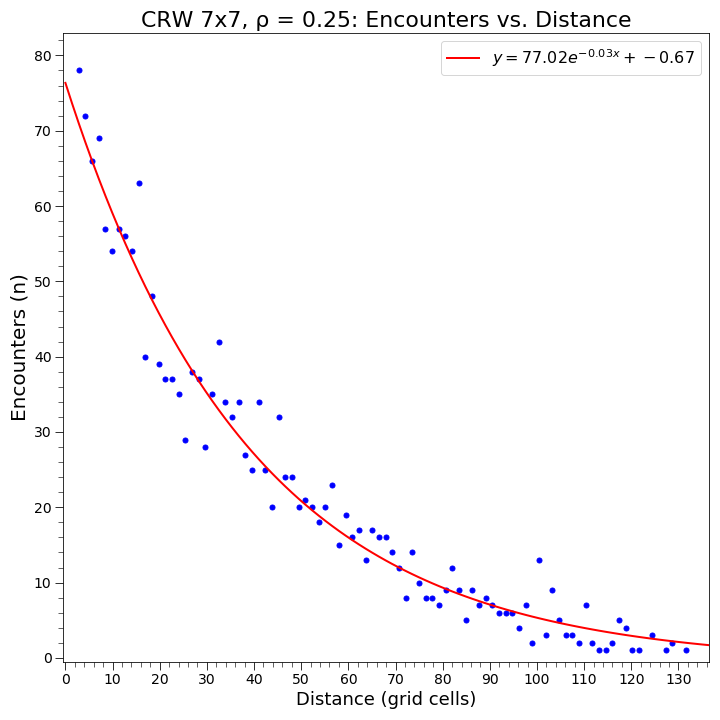 CRW 7x7, ρ = 0.25: Encounters vs. Distance
y = 77.02e^{-0.03x} + -0.67
80
70
60
50
40
30
20
10
0
Encounters (n)
0 10 20 30 40 50 60 70 80 90 100 110 120 130
Distance (grid cells)